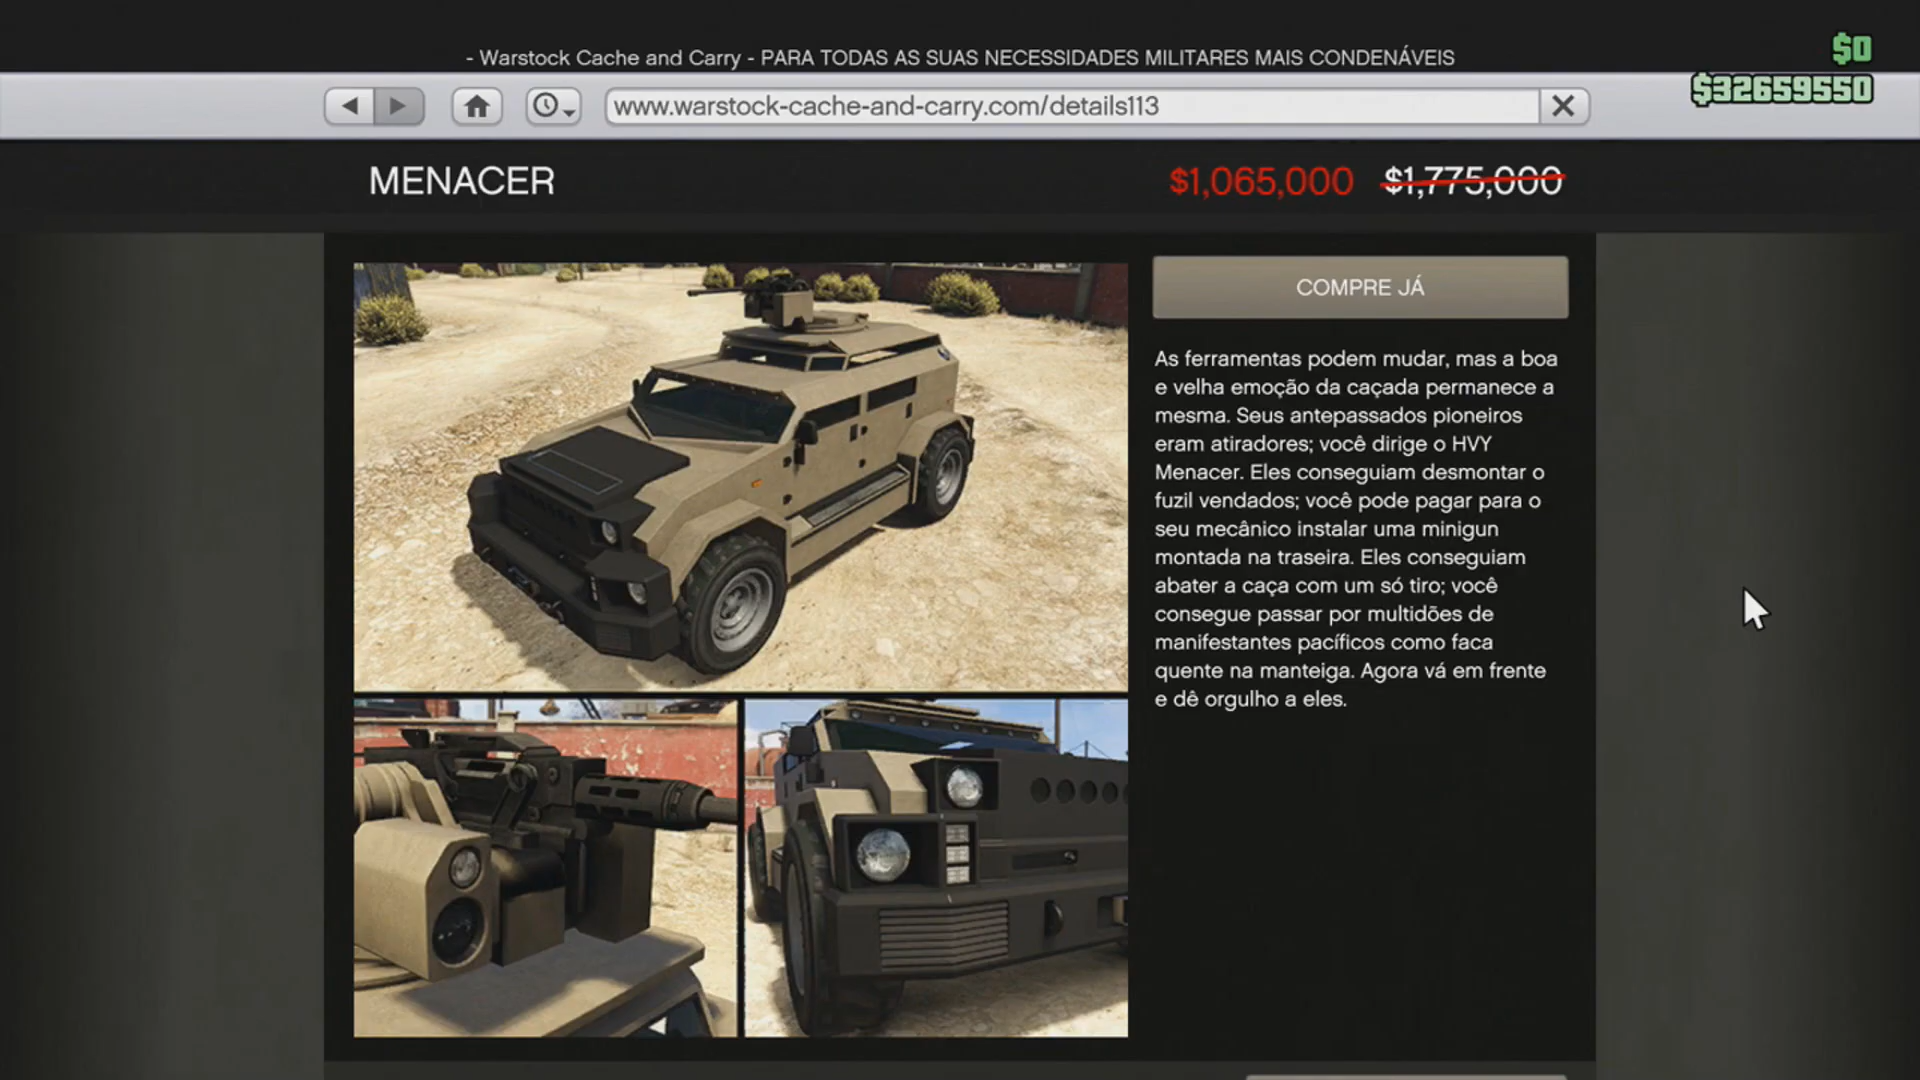 - Warstock Cache and Carry - PARA TODAS AS SUAS NECESSIDADES MILITARES MAIS CONDENÁVEIS
$0
$32659550
www.warstock-cache-and-carry.com/details113
MENACER
$1,065,000 $1,775,000
COMPRE JÁ
As ferramentas podem mudar, mas a boa
e velha emoção da caçada permanece a
mesma. Seus antepassados pioneiros
eram atiradores; você dirige o HVY
Menacer. Eles conseguiam desmontar o
fuzil vendados; você pode pagar para o
seu mecânico instalar uma minigun
montada na traseira. Eles conseguiam
abater a caça com um só tiro; você
consegue passar por multidões de
manifestantes pacíficos como faca
quente na manteiga. Agora vá em frente
e dê orgulho a eles.